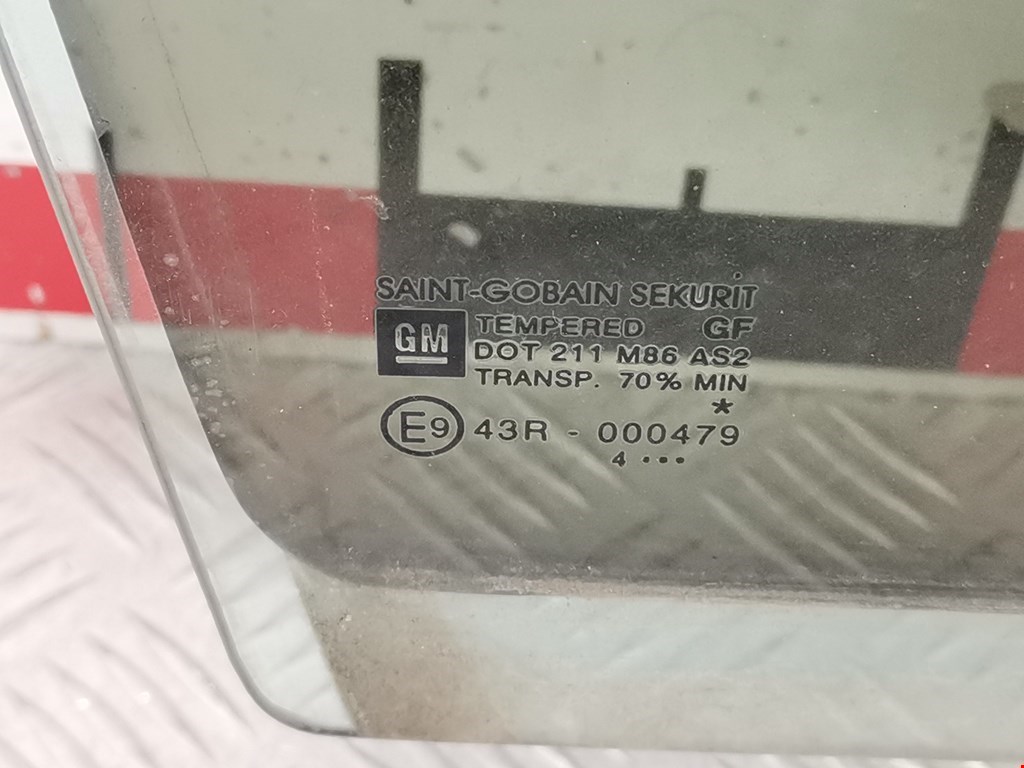 SAINT-GOBAIN SEKURIT
GM
TEMPERED GF
DOT 211 M86 AS2
TRANSP. 70% MIN
*
E9 43R - 000479
4 •••